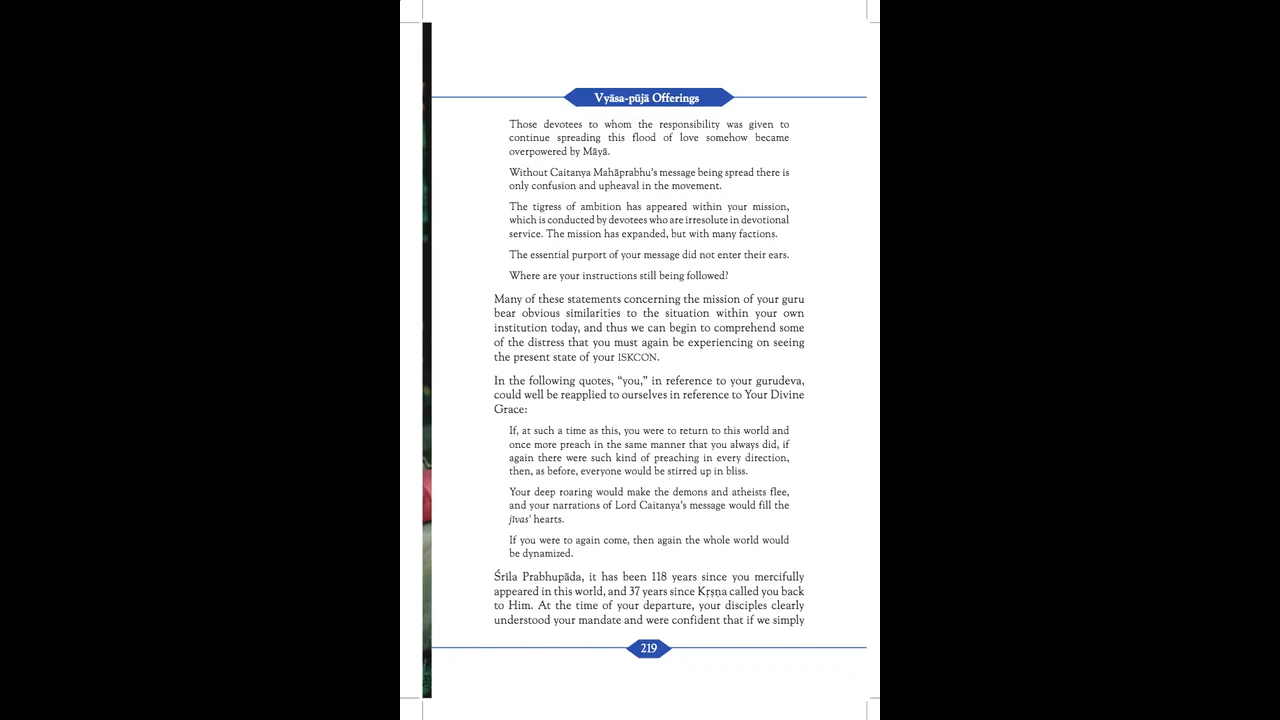 Vyāsa-pūjā Offerings
Those devotees to whom the responsibility was given to
continue spreading this flood of love somehow became
overpowered by Māyā.
Without Caitanya Mahāprabhu's message being spread there is
only confusion and upheaval in the movement.
The tigress of ambition has appeared within your mission,
which is conducted by devotees who are irresolute in devotional
service. The mission has expanded, but with many factions.
The essential purport of your message did not enter their ears.
Where are your instructions still being followed?
Many of these statements concerning the mission of your guru
bear obvious similarities to the situation within your own
institution today, and thus we can begin to comprehend some
of the distress that you must again be experiencing on seeing
the present state of your ISKCON.
In the following quotes, “you,” in reference to your gurudeva,
could well be reapplied to ourselves in reference to Your Divine
Grace:
If, at such a time as this, you were to return to this world and
once more preach in the same manner that you always did, if
again there were such kind of preaching in every direction,
then, as before, everyone would be stirred up in bliss.
Your deep roaring would make the demons and atheists flee,
and your narrations of Lord Caitanya's message would fill the
jīvas' hearts.
If you were to again come, then again the whole world would
be dynamized.
Śrīla Prabhupāda, it has been 118 years since you mercifully
appeared in this world, and 37 years since Kṛṣṇa called you back
to Him. At the time of your departure, your disciples clearly
understood your mandate and were confident that if we simply
219